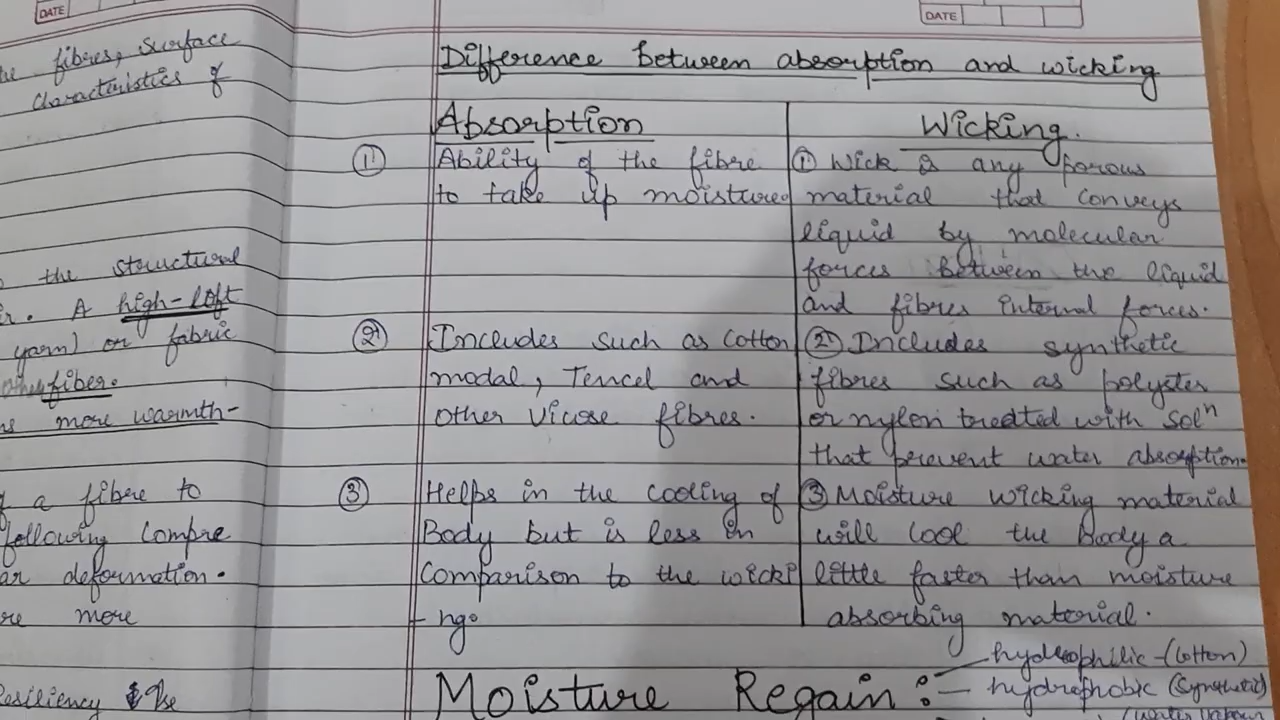 DATE
DATE
fibres, surface
characteristics of
the structural
A high-loft
yarn) or fabric
other fiber.
more warmth-
a fibre to
following compre
deformation.
more
Resiliency
Difference between absorption and wicking
Absorption
① Ability of the fibre
to take up moistured
② Includes such as cotton
modal, Tencel and
other Vicose fibres.
③ Helps in the cooling of
Body but is less in
comparison to the wicki
-ng.
Wicking.
① Wick is any porous
material that conveys
liquid by molecular
forces between the liquid
and fibres internal forces.
② Includes synthetic
fibres such as polyster
or nylon treated with solⁿ
that prevent water absorption.
③ Moisture wicking material
will cool the Body a
little faster than moisture
absorbing material.
Moisture Regain:
hydrophilic-(cotton)
hydrophobic (Synthetic)